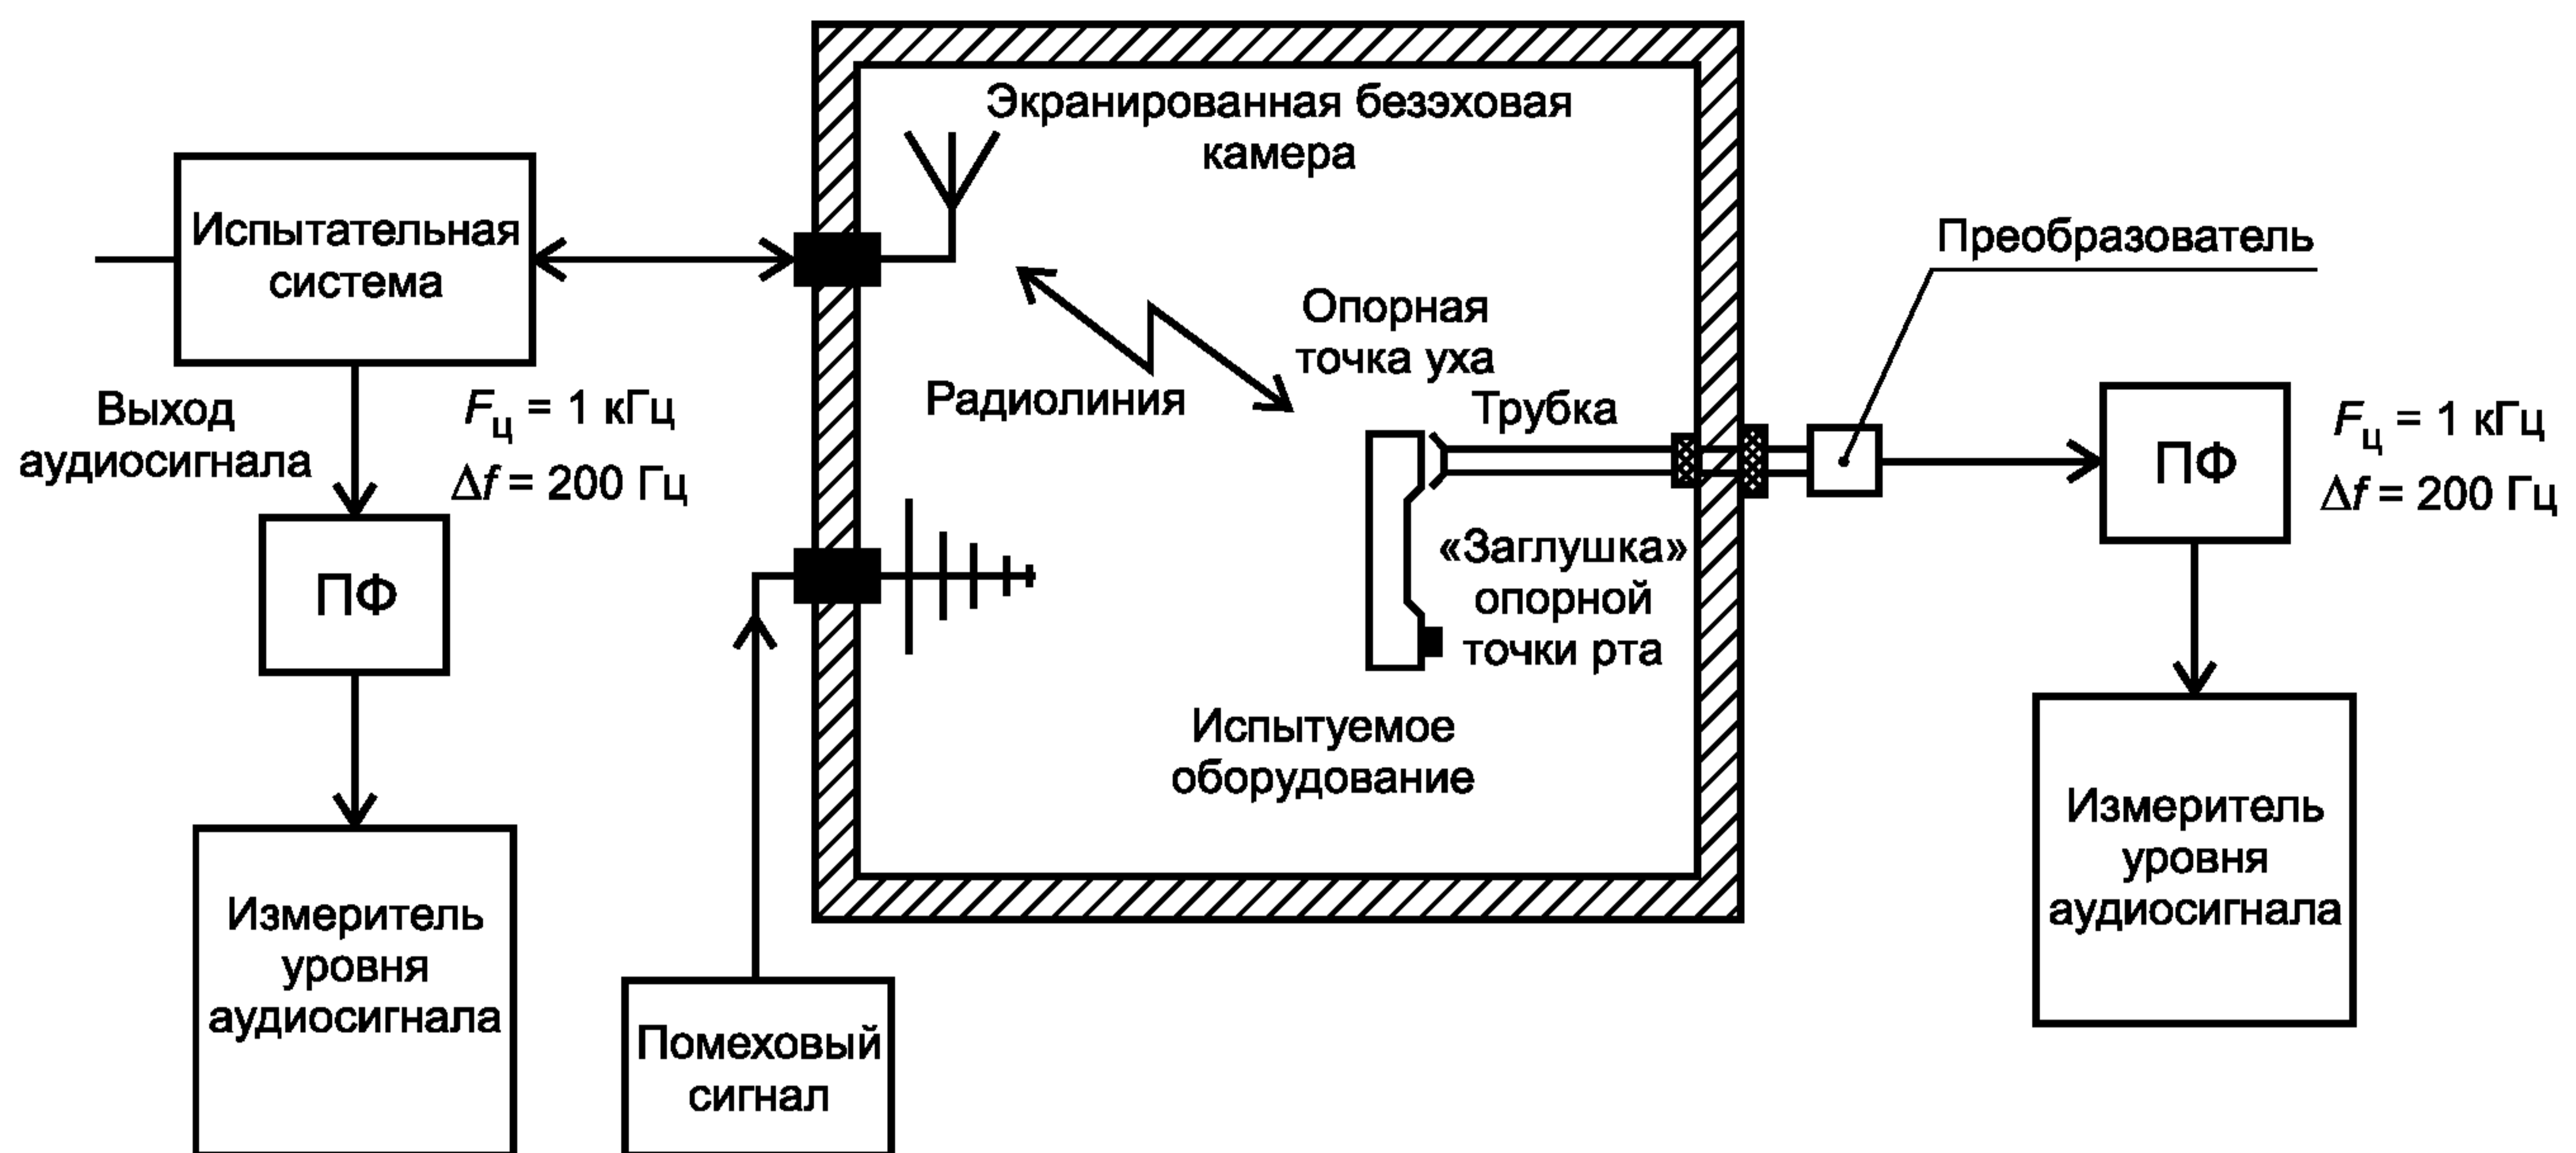 Экранированная безэховая
камера
Испытательная
система
Преобразователь
Опорная
точка уха
Радиолиния
Трубка
Выход
аудиосигнала
Fц = 1 кГц
Δf = 200 Гц
ПФ
Fц = 1 кГц
Δf = 200 Гц
ПФ
«Заглушка»
опорной
точки рта
Испытуемое
оборудование
Измеритель
уровня
аудиосигнала
Измеритель
уровня
аудиосигнала
Помеховый
сигнал